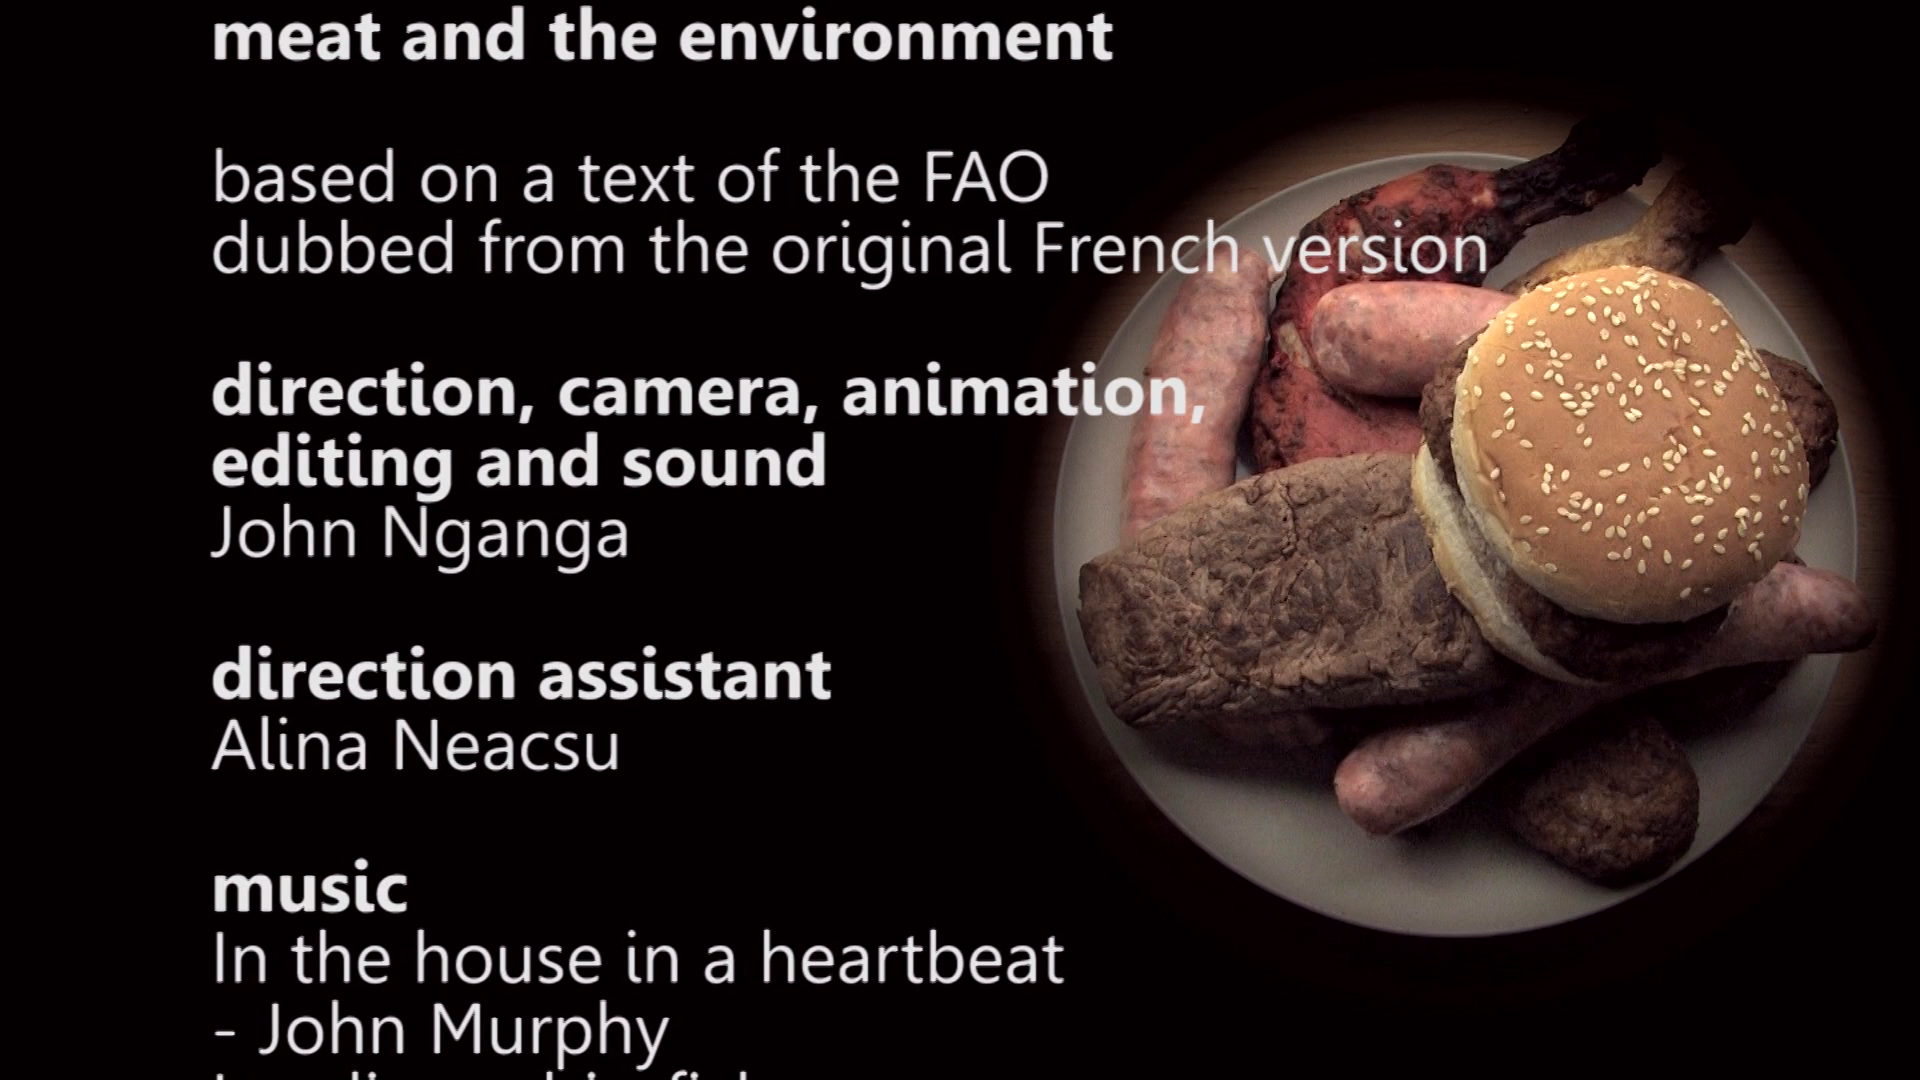 meat and the environment
based on a text of the FAO
dubbed from the original French version
direction, camera, animation,
editing and sound
John Nganga
direction assistant
Alina Neacsu
music
In the house in a heartbeat
- John Murphy